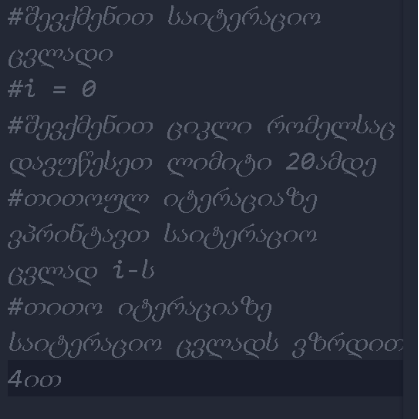 #შევქმენით საიტერაციო
ცვლადი
#i = 0
#შევქმენით ციკლი რომელსაც
დავუწესეთ ლიმიტი 20ამდე
#თითოულ იტერაციაზე
ვპრინტავთ საიტერაციო
ცვლად i-ს
#თითო იტერაციაზე
საიტერაციო ცვლადს ვზრდით
4ით